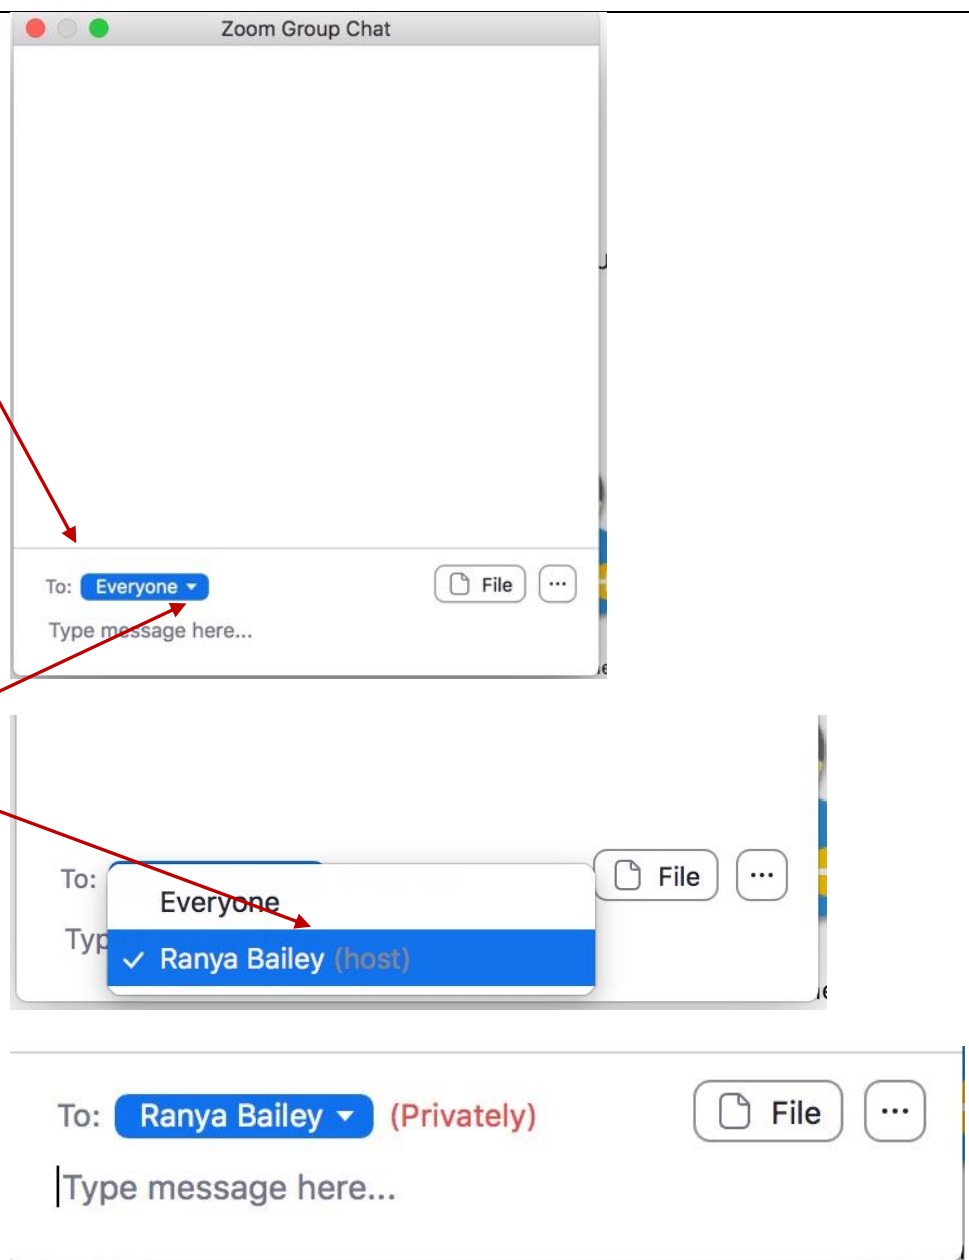 Zoom Group Chat
To: Everyone File ...
Type message here...
To: File ...
Everyone
Typ
Ranya Bailey (host)
To: Ranya Bailey (Privately) File ...
Type message here...